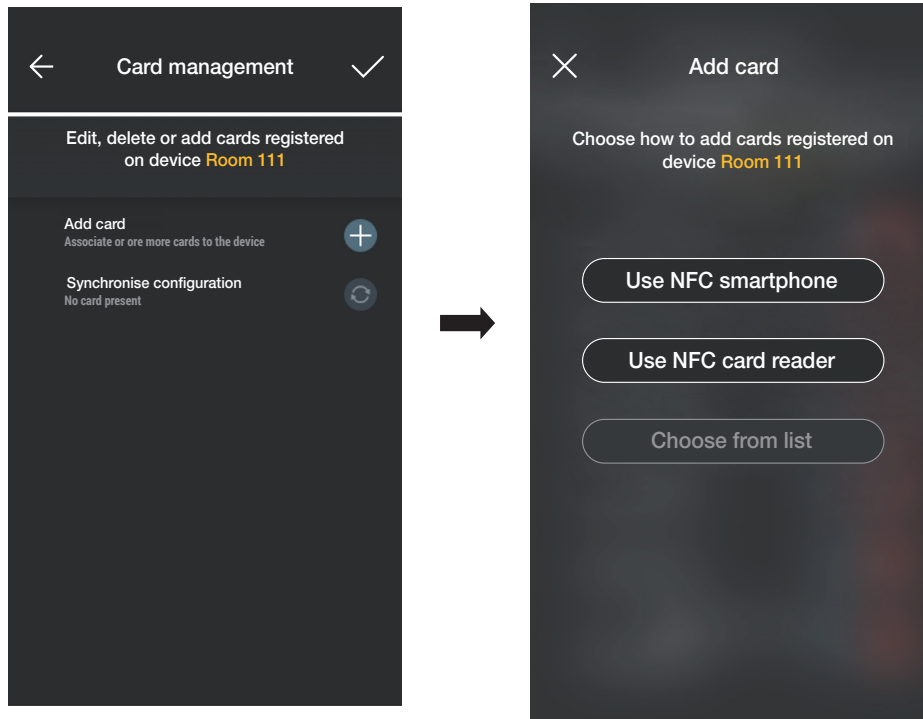 Card management
Edit, delete or add cards registered
on device Room 111
Add card
Associate or ore more cards to the device
Synchronise configuration
No card present
Add card
Choose how to add cards registered on
device Room 111
Use NFC smartphone
Use NFC card reader
Choose from list